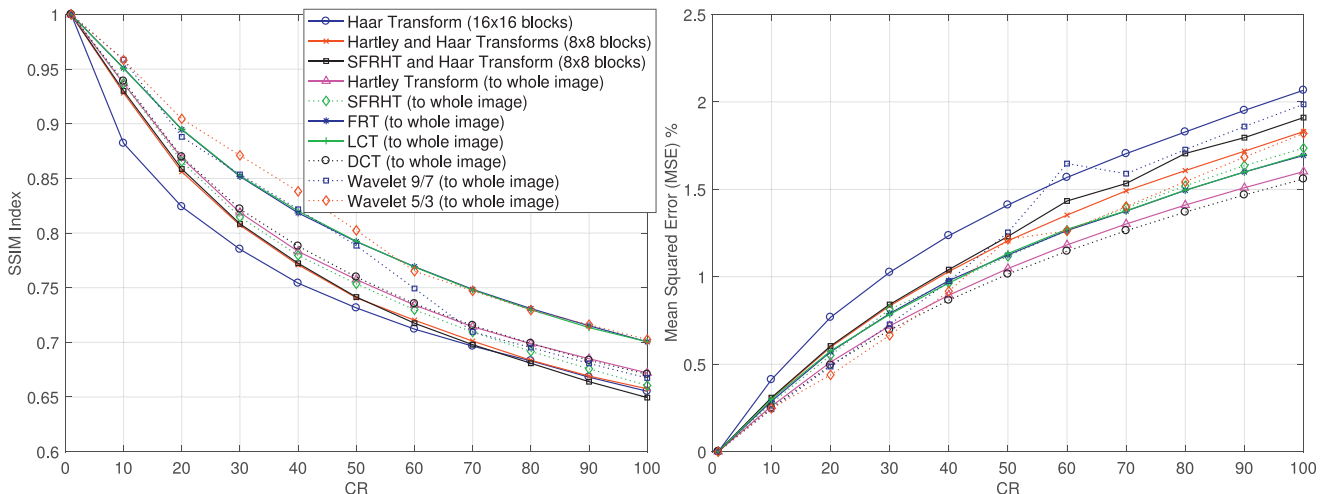 1
0.95
0.9
0.85
0.8
0.75
0.7
0.65
0.6
SSIM Index
0 10 20 30 40 50 60 70 80 90 100
CR
Haar Transform (16x16 blocks)
Hartley and Haar Transforms (8x8 blocks)
SFRHT and Haar Transform (8x8 blocks)
Hartley Transform (to whole image)
SFRHT (to whole image)
FRT (to whole image)
LCT (to whole image)
DCT (to whole image)
Wavelet 9/7 (to whole image)
Wavelet 5/3 (to whole image)
2.5
2
1.5
1
0.5
0
Mean Squared Error (MSE) %
0 10 20 30 40 50 60 70 80 90 100
CR